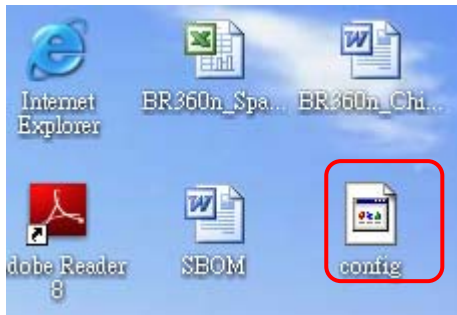 Internet
Explorer
BR360n_Spa...
BR360n_Chi...
dobe Reader
8
SBOM
config